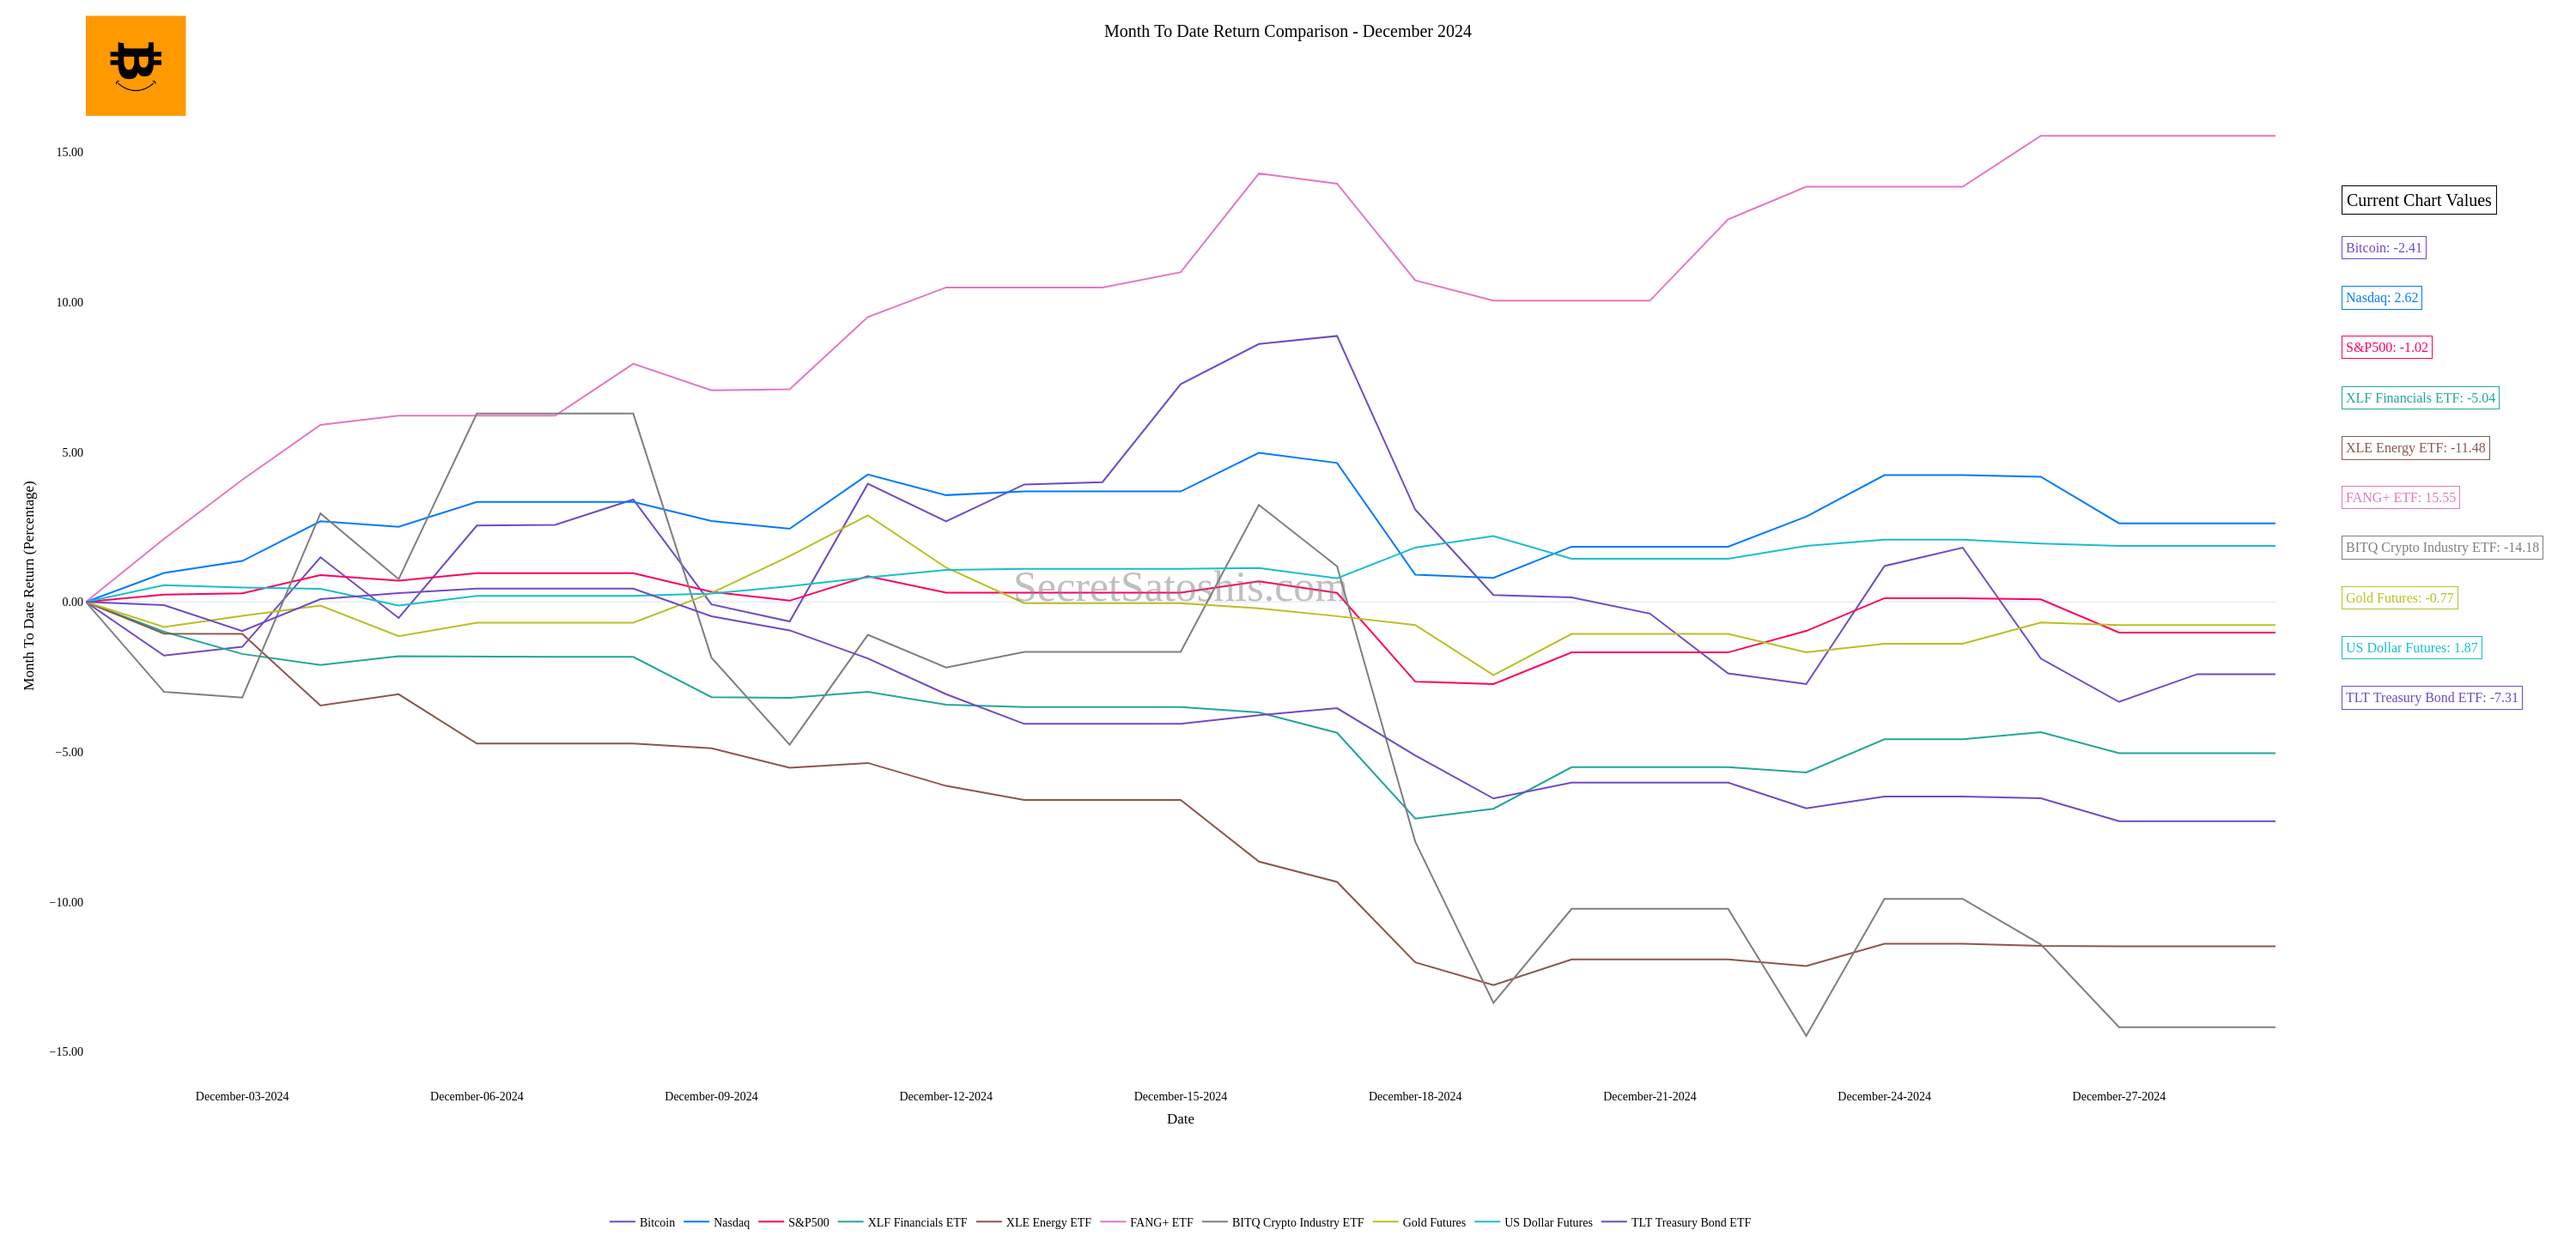 Month To Date Return Comparison - December 2024
15.00
10.00
5.00
0.00
−5.00
−10.00
−15.00
Month To Date Return (Percentage)
SecretSatoshis.com
Current Chart Values
Bitcoin: -2.41
Nasdaq: 2.62
S&P500: -1.02
XLF Financials ETF: -5.04
XLE Energy ETF: -11.48
FANG+ ETF: 15.55
BITQ Crypto Industry ETF: -14.18
Gold Futures: -0.77
US Dollar Futures: 1.87
TLT Treasury Bond ETF: -7.31
December-03-2024 December-06-2024 December-09-2024 December-12-2024 December-15-2024 December-18-2024 December-21-2024 December-24-2024 December-27-2024
Date
Bitcoin Nasdaq S&P500 XLF Financials ETF XLE Energy ETF FANG+ ETF BITQ Crypto Industry ETF Gold Futures US Dollar Futures TLT Treasury Bond ETF